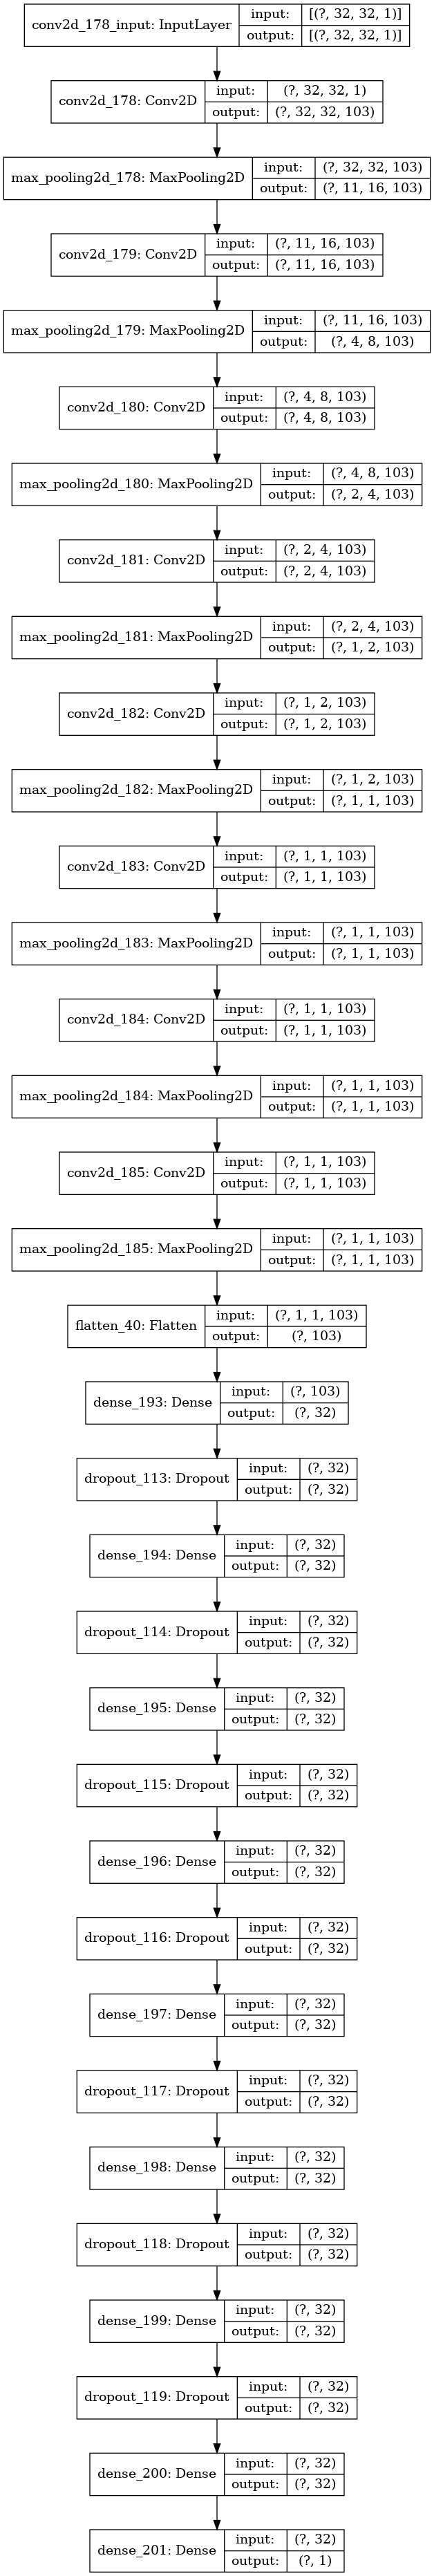 conv2d_178_input: InputLayer input: [(?, 32, 32, 1)]
output: [(?, 32, 32, 1)]
conv2d_178: Conv2D input: (?, 32, 32, 1)
output: (?, 32, 32, 103)
max_pooling2d_178: MaxPooling2D input: (?, 32, 32, 103)
output: (?, 11, 16, 103)
conv2d_179: Conv2D input: (?, 11, 16, 103)
output: (?, 11, 16, 103)
max_pooling2d_179: MaxPooling2D input: (?, 11, 16, 103)
output: (?, 4, 8, 103)
conv2d_180: Conv2D input: (?, 4, 8, 103)
output: (?, 4, 8, 103)
max_pooling2d_180: MaxPooling2D input: (?, 4, 8, 103)
output: (?, 2, 4, 103)
conv2d_181: Conv2D input: (?, 2, 4, 103)
output: (?, 2, 4, 103)
max_pooling2d_181: MaxPooling2D input: (?, 2, 4, 103)
output: (?, 1, 2, 103)
conv2d_182: Conv2D input: (?, 1, 2, 103)
output: (?, 1, 2, 103)
max_pooling2d_182: MaxPooling2D input: (?, 1, 2, 103)
output: (?, 1, 1, 103)
conv2d_183: Conv2D input: (?, 1, 1, 103)
output: (?, 1, 1, 103)
max_pooling2d_183: MaxPooling2D input: (?, 1, 1, 103)
output: (?, 1, 1, 103)
conv2d_184: Conv2D input: (?, 1, 1, 103)
output: (?, 1, 1, 103)
max_pooling2d_184: MaxPooling2D input: (?, 1, 1, 103)
output: (?, 1, 1, 103)
conv2d_185: Conv2D input: (?, 1, 1, 103)
output: (?, 1, 1, 103)
max_pooling2d_185: MaxPooling2D input: (?, 1, 1, 103)
output: (?, 1, 1, 103)
flatten_40: Flatten input: (?, 1, 1, 103)
output: (?, 103)
dense_193: Dense input: (?, 103)
output: (?, 32)
dropout_113: Dropout input: (?, 32)
output: (?, 32)
dense_194: Dense input: (?, 32)
output: (?, 32)
dropout_114: Dropout input: (?, 32)
output: (?, 32)
dense_195: Dense input: (?, 32)
output: (?, 32)
dropout_115: Dropout input: (?, 32)
output: (?, 32)
dense_196: Dense input: (?, 32)
output: (?, 32)
dropout_116: Dropout input: (?, 32)
output: (?, 32)
dense_197: Dense input: (?, 32)
output: (?, 32)
dropout_117: Dropout input: (?, 32)
output: (?, 32)
dense_198: Dense input: (?, 32)
output: (?, 32)
dropout_118: Dropout input: (?, 32)
output: (?, 32)
dense_199: Dense input: (?, 32)
output: (?, 32)
dropout_119: Dropout input: (?, 32)
output: (?, 32)
dense_200: Dense input: (?, 32)
output: (?, 32)
dense_201: Dense input: (?, 32)
output: (?, 1)